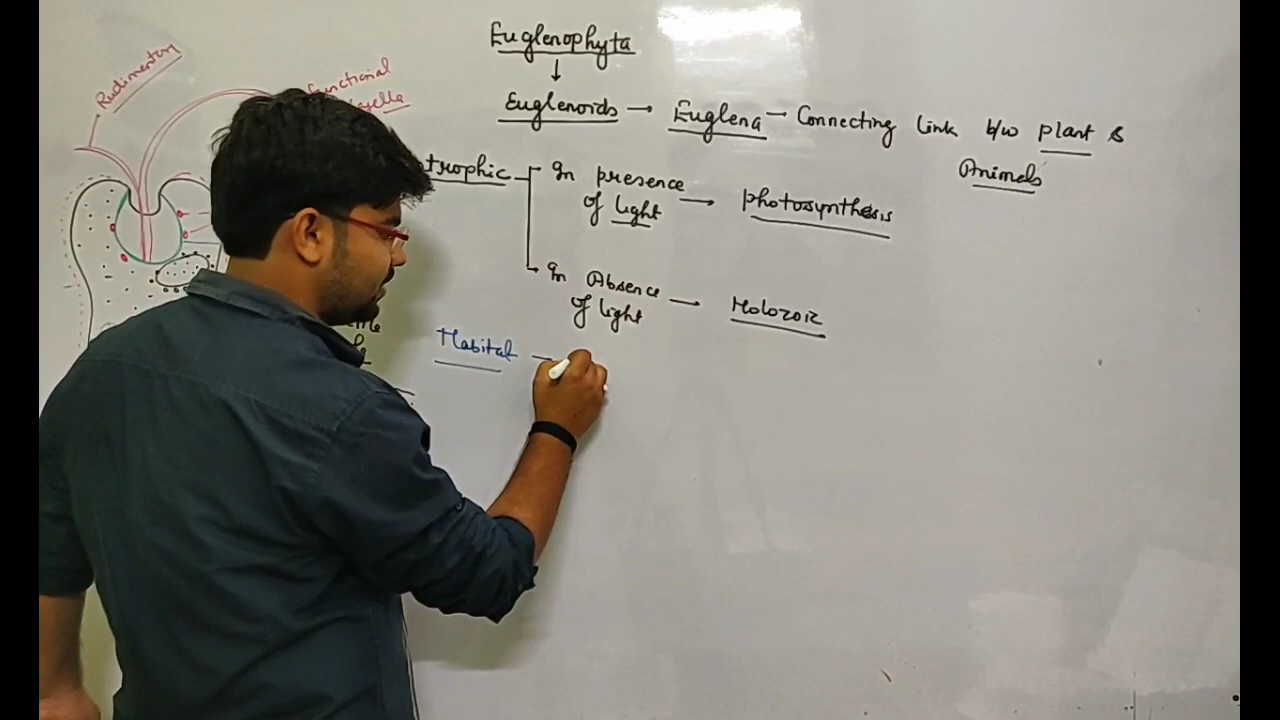 Euglenophyta
Euglenoids → Euglena – Connecting link b/w plant &
Animals
Rudimentary
Functional
trophic
In presence
of light → photosynthesis
In Absence
of light → Holozoic
Habitat →